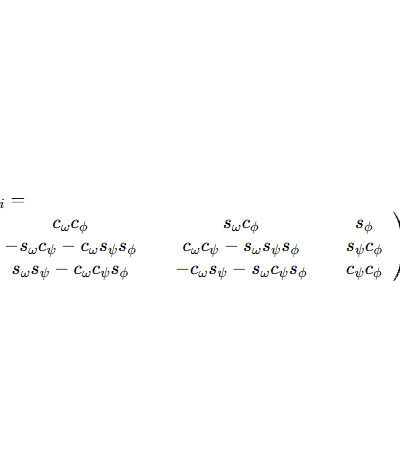 ᵢ =
c_ω c_ϕ s_ω c_ϕ s_ϕ
−s_ω c_ψ − c_ω s_ψ s_ϕ c_ω c_ψ − s_ω s_ψ s_ϕ s_ψ c_ϕ
s_ω s_ψ − c_ω c_ψ s_ϕ −c_ω s_ψ − s_ω c_ψ s_ϕ c_ψ c_ϕ